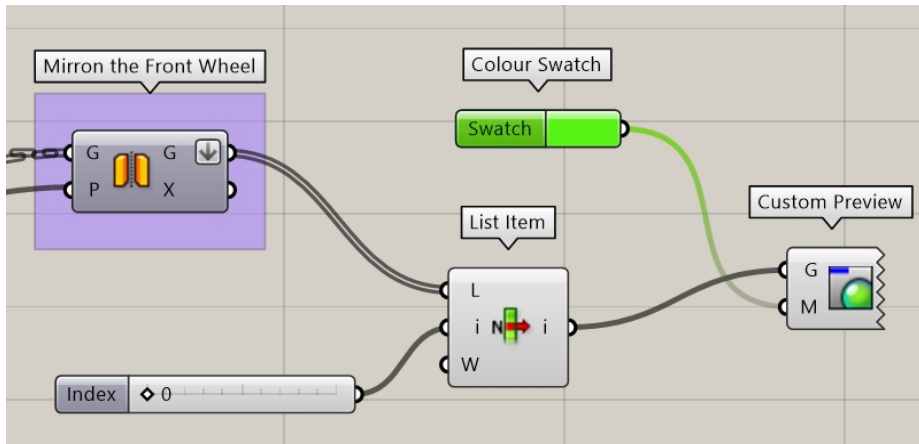 Mirron the Front Wheel
G G
P X
Colour Swatch
Swatch
List Item
L
i N i
W
Index 0
Custom Preview
G
M